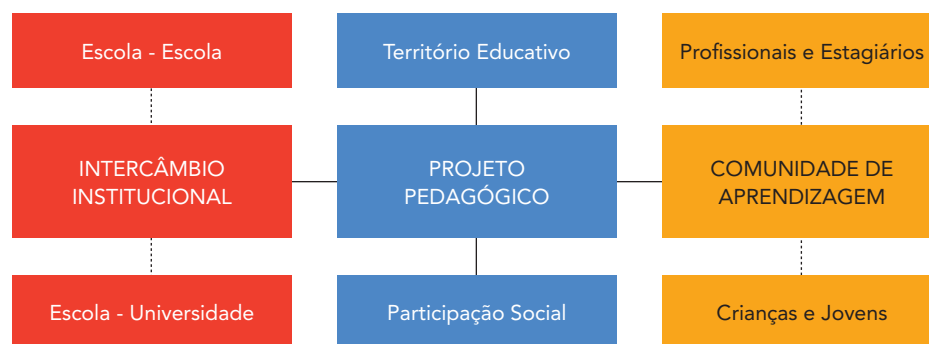 Escola - Escola
Território Educativo
Profissionais e Estagiários
INTERCÂMBIO
INSTITUCIONAL
PROJETO
PEDAGÓGICO
COMUNIDADE DE
APRENDIZAGEM
Escola - Universidade
Participação Social
Crianças e Jovens